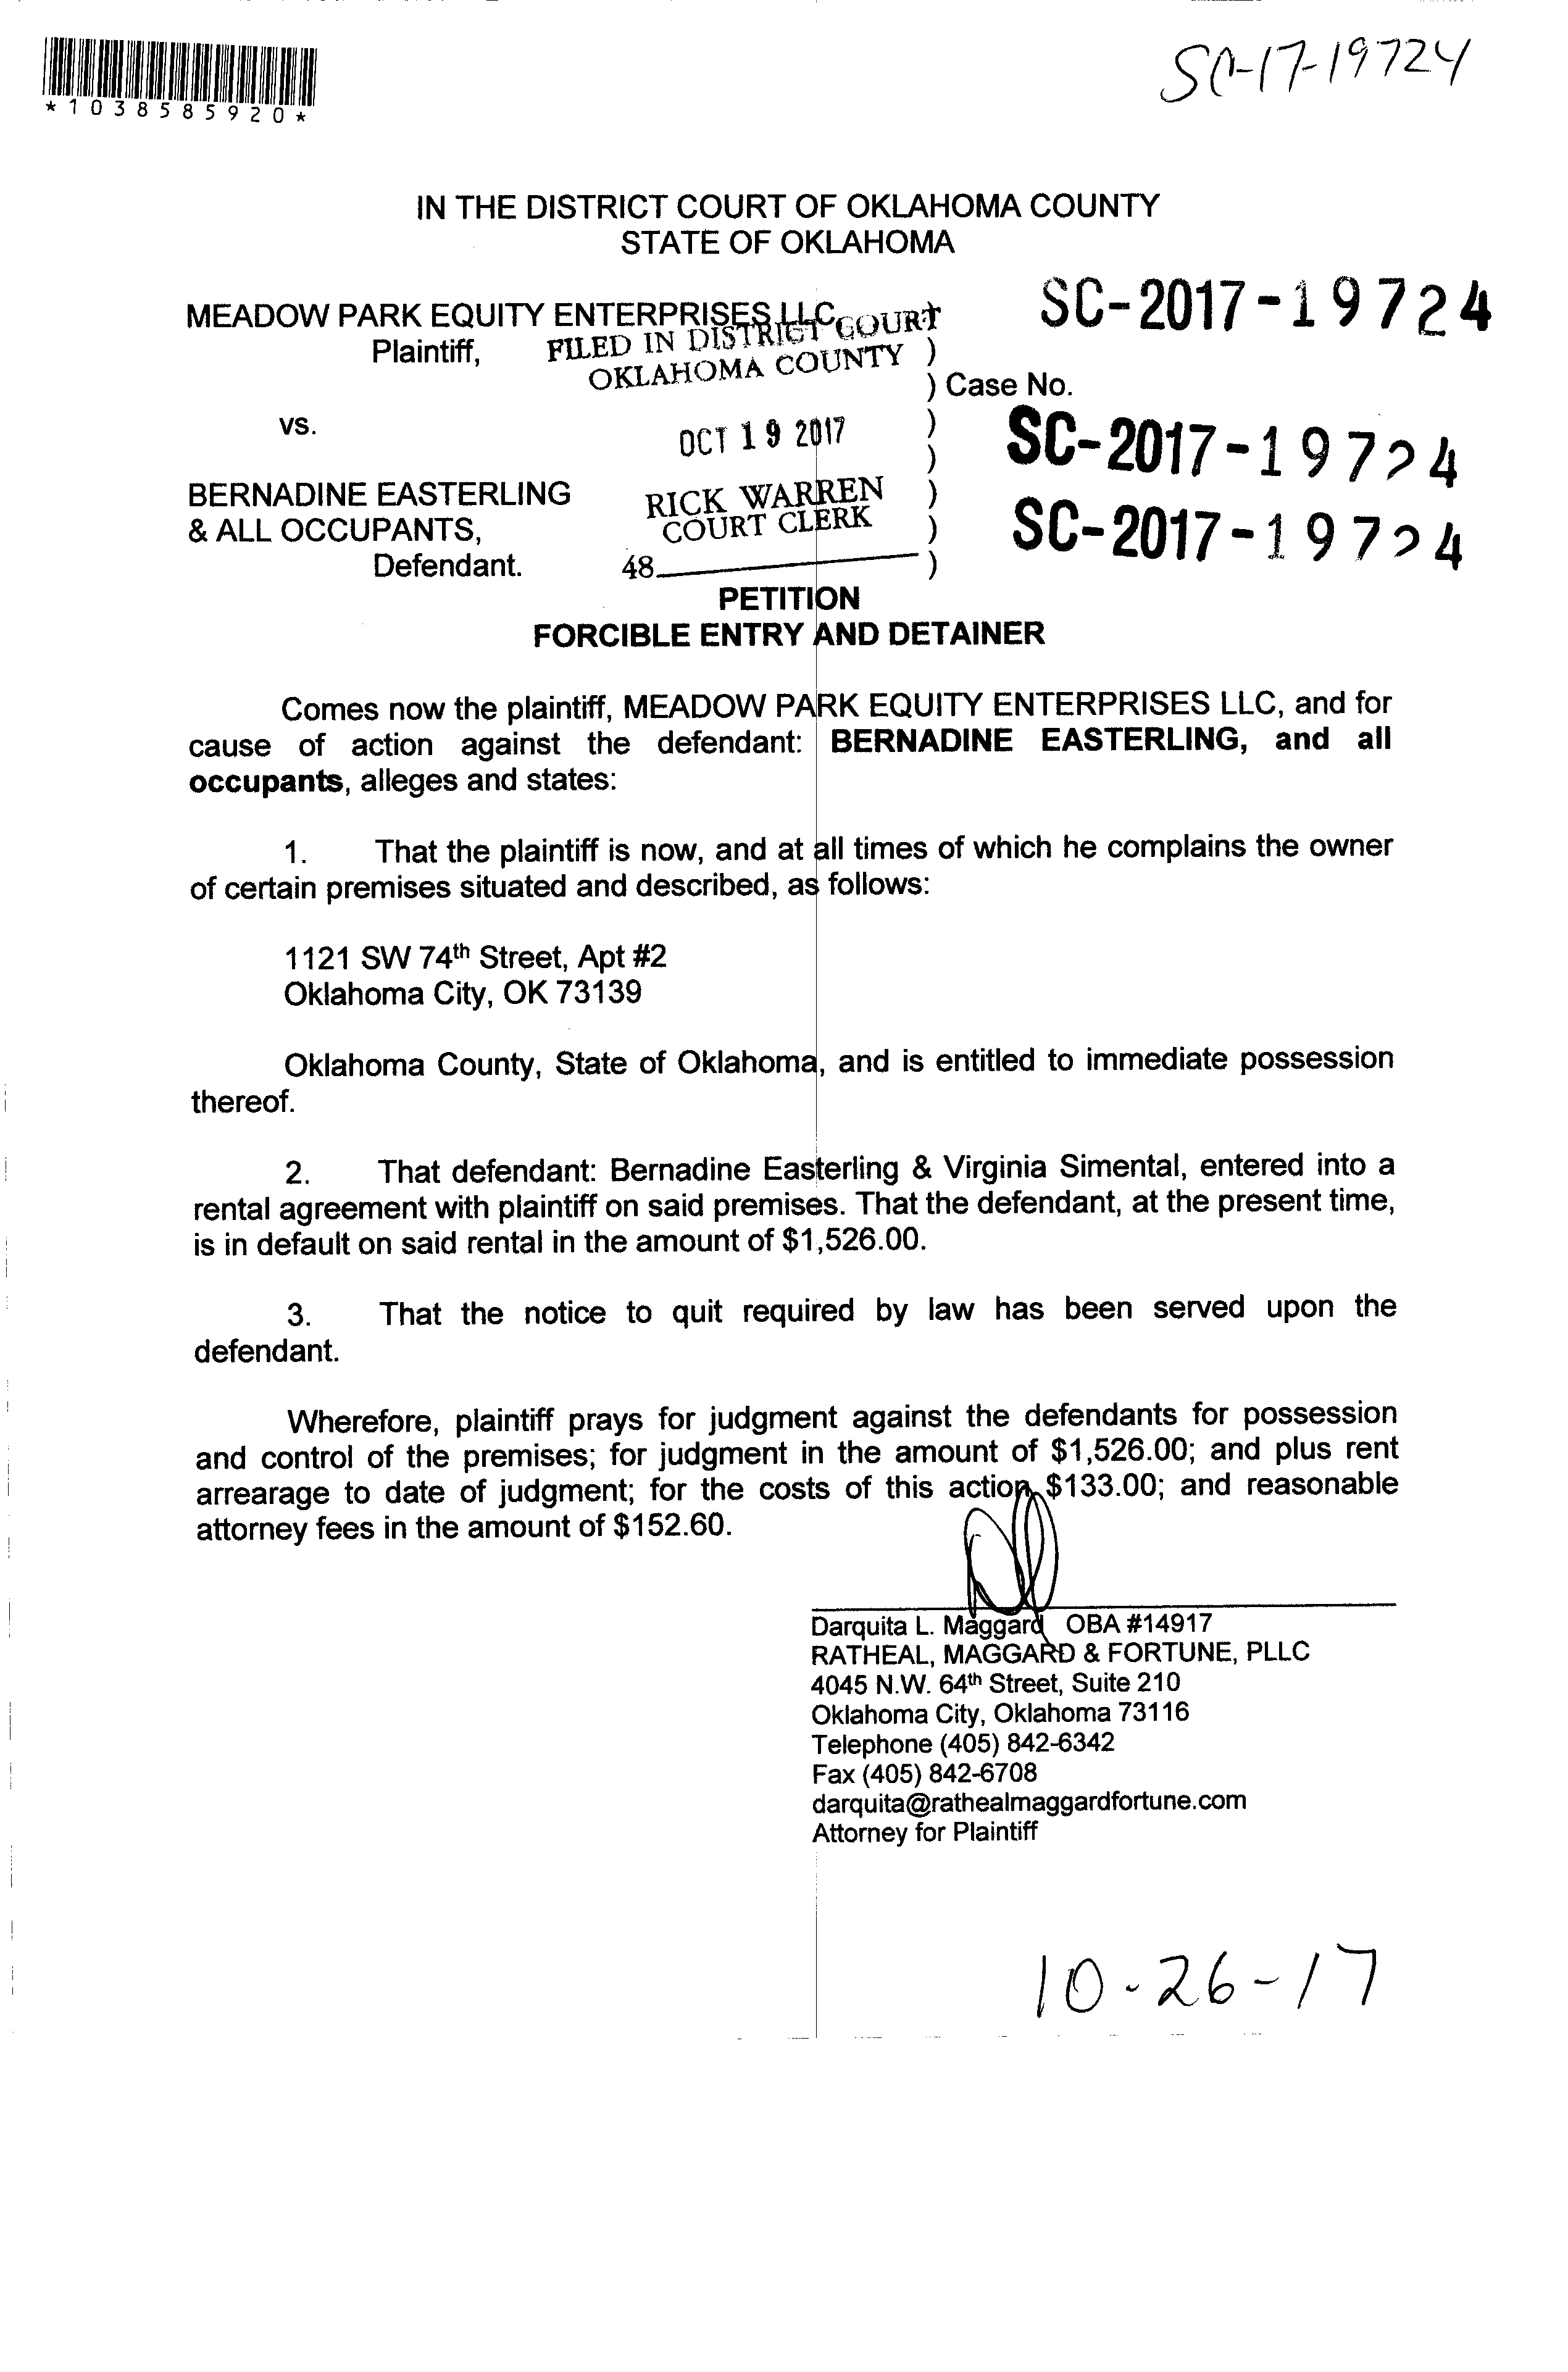 *1038585920*
SC-17-19724
IN THE DISTRICT COURT OF OKLAHOMA COUNTY
STATE OF OKLAHOMA
MEADOW PARK EQUITY ENTERPRISES LLC )
SC-2017-19724
Plaintiff, )
FILED IN DISTRICT COURT
OKLAHOMA COUNTY
) Case No.
vs. )
OCT 19 2017
SC-2017-19724
)
BERNADINE EASTERLING )
& ALL OCCUPANTS, )
RICK WARREN
COURT CLERK
SC-2017-19724
Defendant. )
48
PETITION
FORCIBLE ENTRY AND DETAINER
Comes now the plaintiff, MEADOW PARK EQUITY ENTERPRISES LLC, and for
cause of action against the defendant: BERNADINE EASTERLING, and all
occupants, alleges and states:
1. That the plaintiff is now, and at all times of which he complains the owner
of certain premises situated and described, as follows:
1121 SW 74th Street, Apt #2
Oklahoma City, OK 73139
Oklahoma County, State of Oklahoma, and is entitled to immediate possession
thereof.
2. That defendant: Bernadine Easterling & Virginia Simental, entered into a
rental agreement with plaintiff on said premises. That the defendant, at the present time,
is in default on said rental in the amount of $1,526.00.
3. That the notice to quit required by law has been served upon the
defendant.
Wherefore, plaintiff prays for judgment against the defendants for possession
and control of the premises; for judgment in the amount of $1,526.00; and plus rent
arrearage to date of judgment; for the costs of this action, $133.00; and reasonable
attorney fees in the amount of $152.60.
Darquita L. Maggard OBA #14917
RATHEAL, MAGGARD & FORTUNE, PLLC
4045 N.W. 64th Street, Suite 210
Oklahoma City, Oklahoma 73116
Telephone (405) 842-6342
Fax (405) 842-6708
darquita@rathealmaggardfortune.com
Attorney for Plaintiff
10-26-17